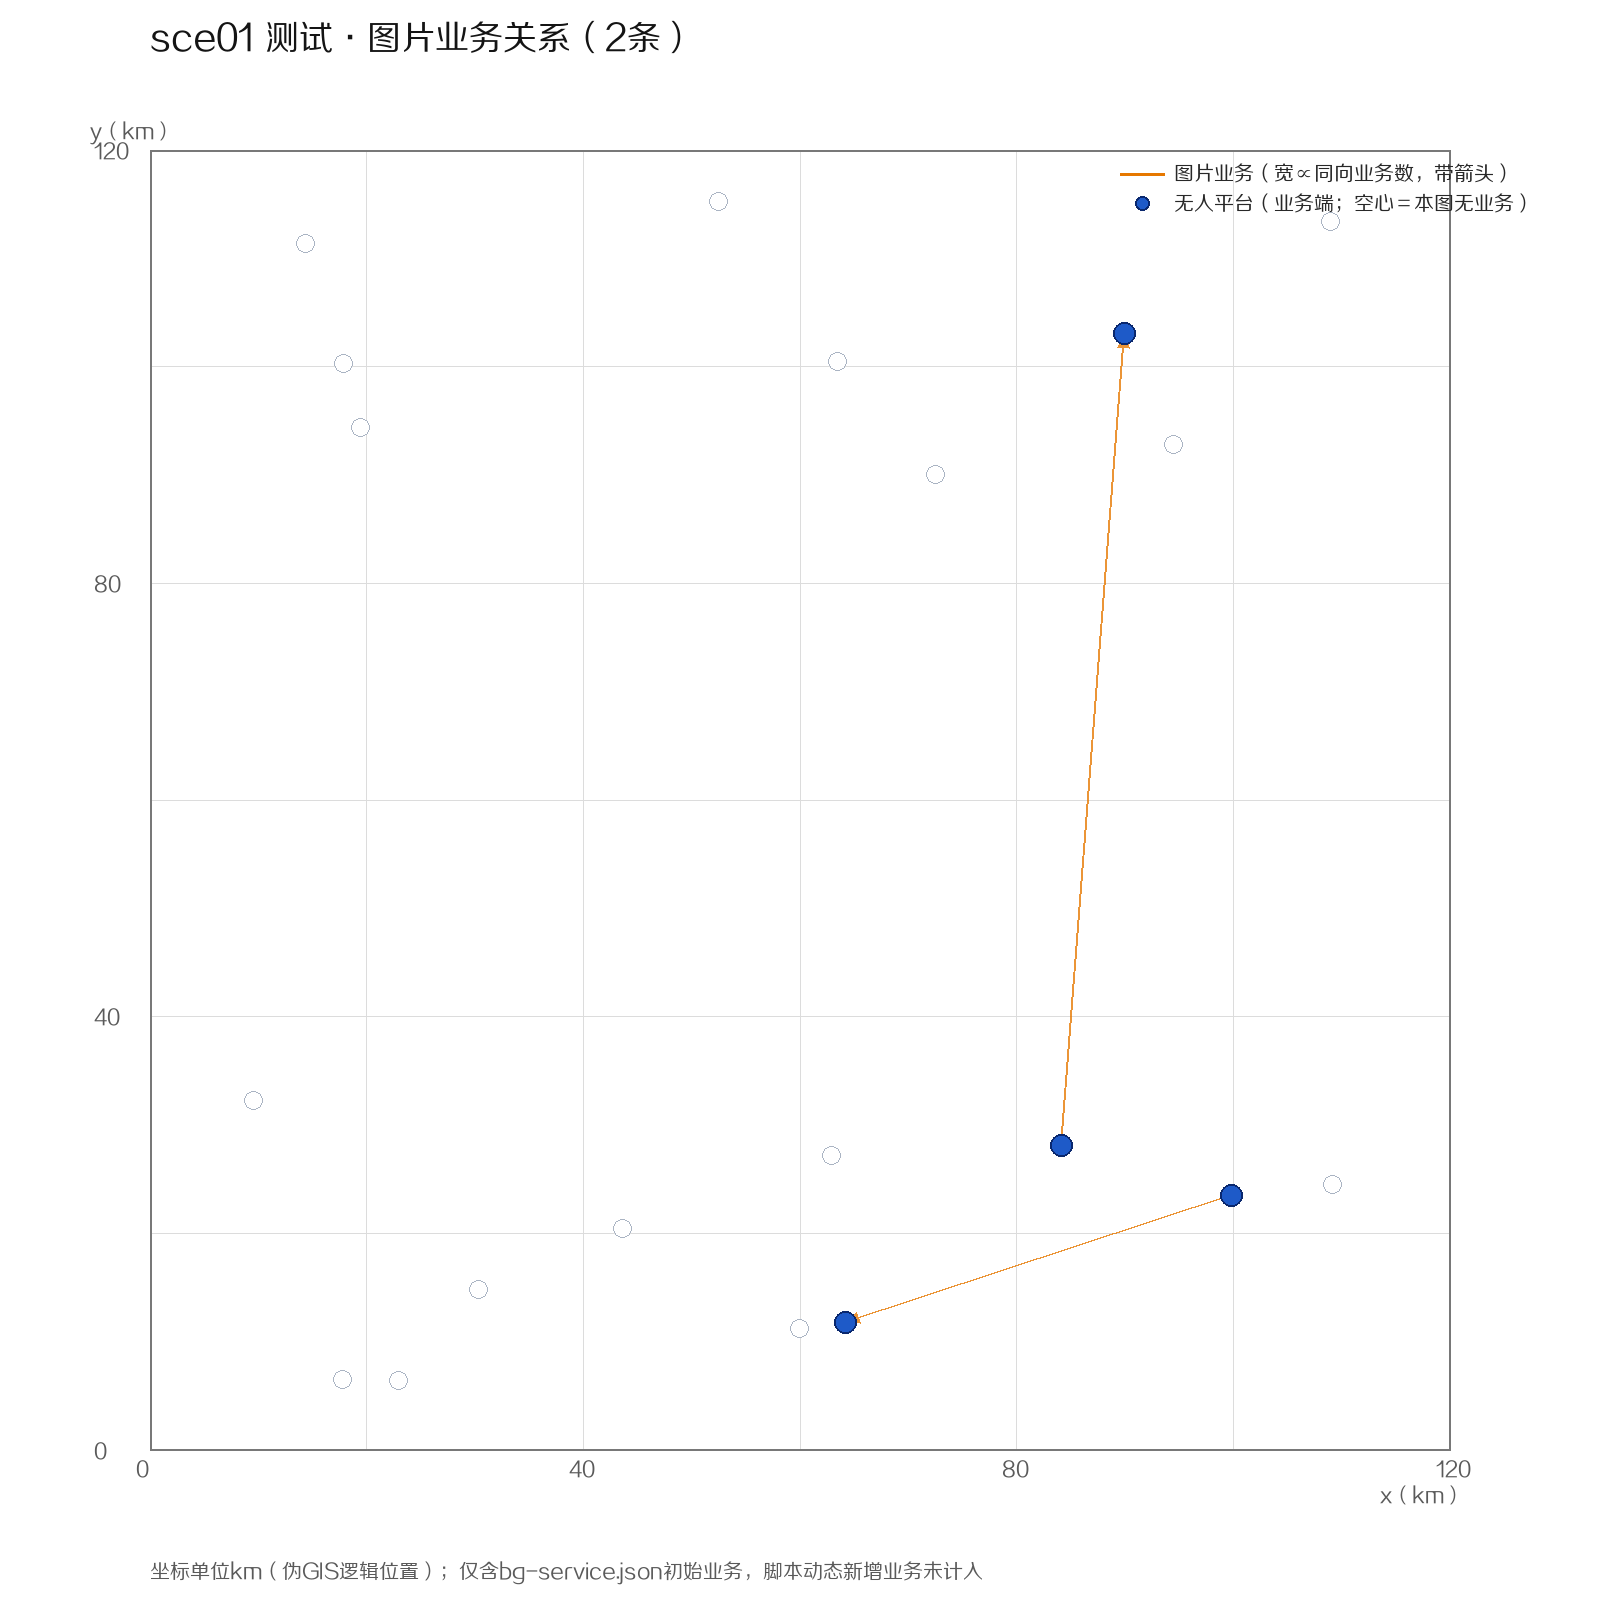 sce01 测试 · 图片业务关系（2条）
y（km）
120
图片业务（宽∝同向业务数，带箭头）
无人平台（业务端；空心＝本图无业务）
80
40
0
0 40 80 120
x（km）
坐标单位km（伪GIS逻辑位置）；仅含bg-service.json初始业务，脚本动态新增业务未计入